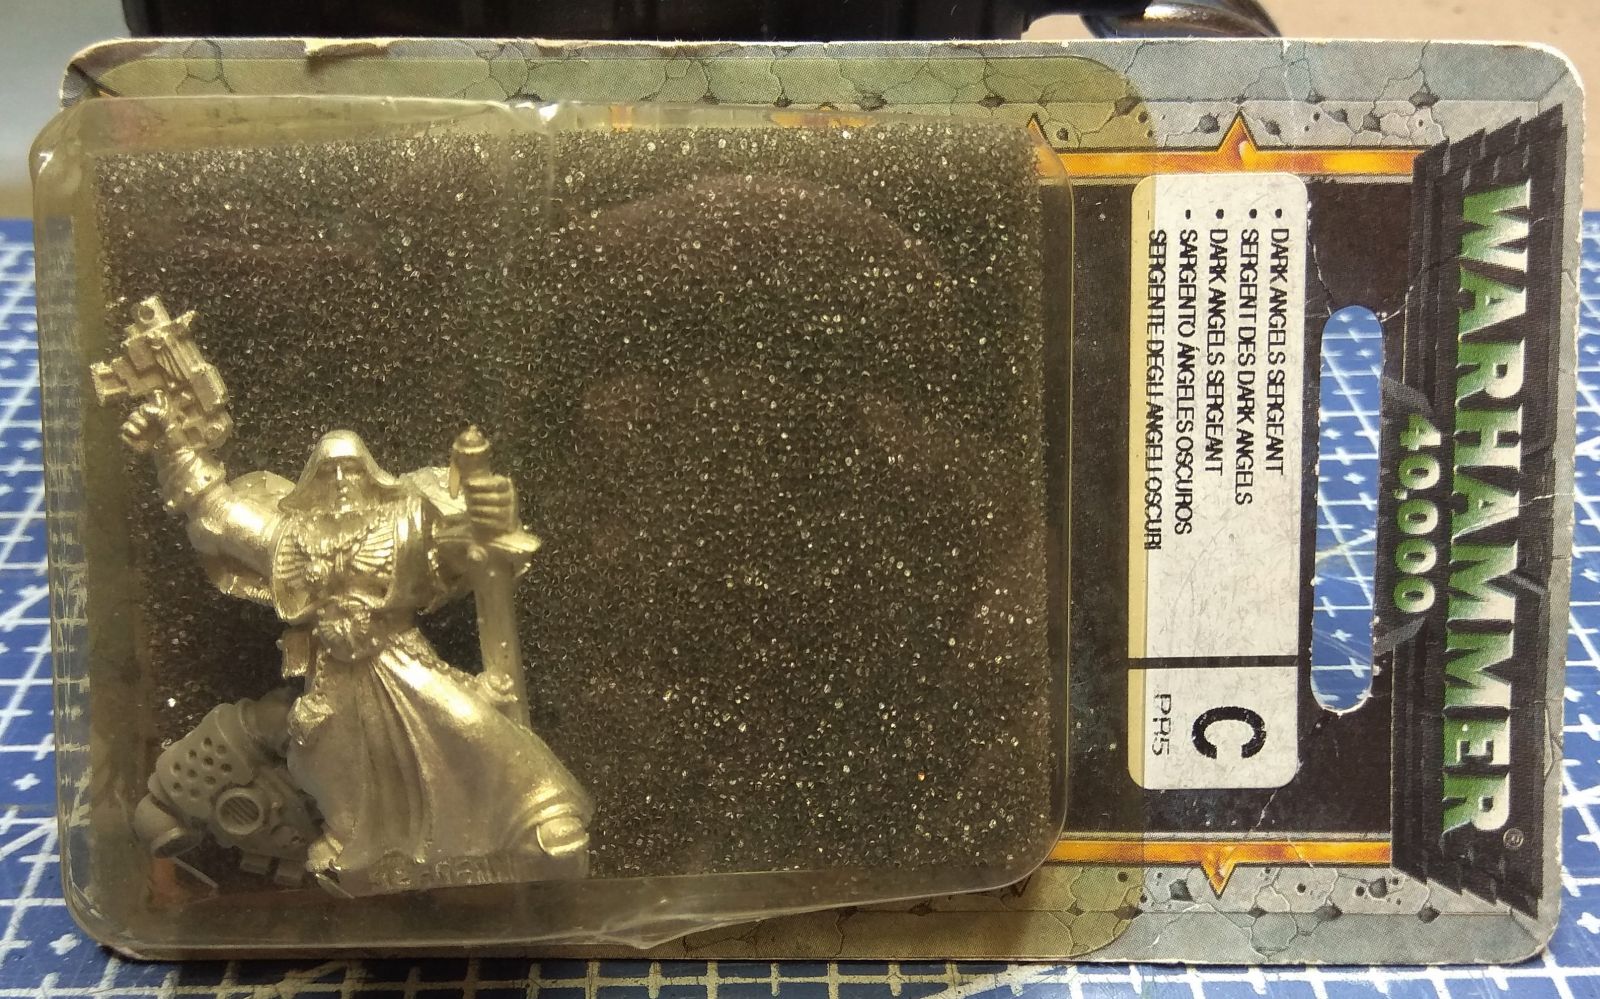 WARHAMMER®
40,000
• DARK ANGELS SERGEANT
• SERGENT DES DARK ANGELS
• DARK ANGELS SERGEANT
- SARGENTO ÁNGELES OSCUROS
- SERGENTE DEGLI ANGELI OSCURI
C
PR5